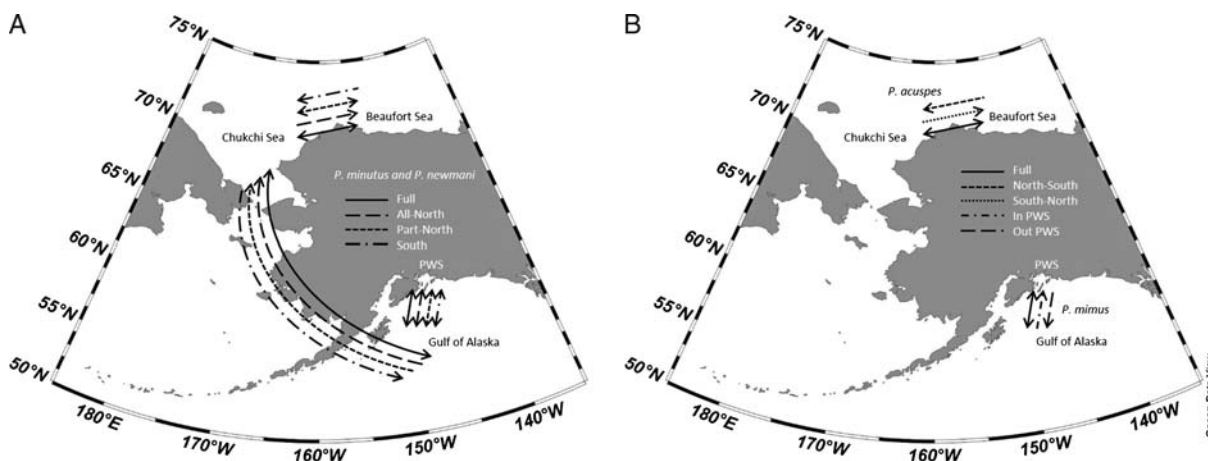 A
75°N
70°N
65°N
60°N
55°N
50°N
180°E
170°W
160°W
150°W
140°W
Chukchi Sea
Beaufort Sea
P. minutus and P. newmani
Full
All-North
Part-North
South
PWS
Gulf of Alaska
B
75°N
70°N
65°N
60°N
55°N
50°N
180°E
170°W
160°W
150°W
140°W
P. acuspes
Chukchi Sea
Beaufort Sea
Full
North-South
South-North
In PWS
Out PWS
PWS
P. mimus
Gulf of Alaska
Ocean Data View